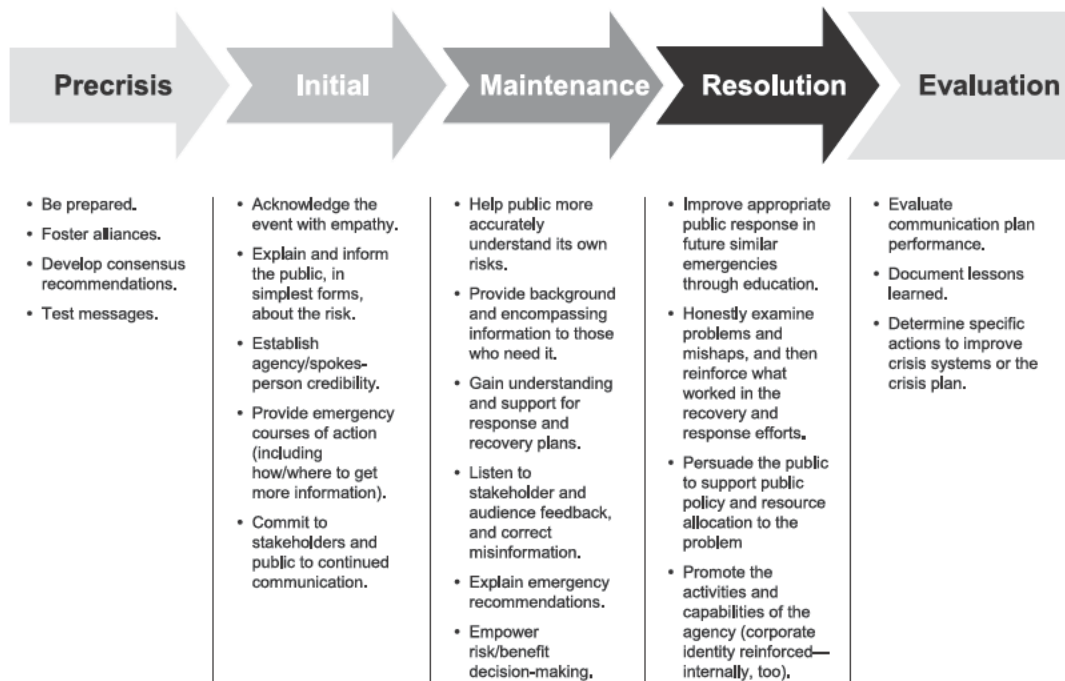 Precrisis
Initial
Maintenance
Resolution
Evaluation
• Be prepared.
• Foster alliances.
• Develop consensus
recommendations.
• Test messages.
• Acknowledge the
event with empathy.
• Explain and inform
the public, in
simplest forms,
about the risk.
• Establish
agency/spokes-
person credibility.
• Provide emergency
courses of action
(including
how/where to get
more information).
• Commit to
stakeholders and
public to continued
communication.
• Help public more
accurately
understand its own
risks.
• Provide background
and encompassing
information to those
who need it.
• Gain understanding
and support for
response and
recovery plans.
• Listen to
stakeholder and
audience feedback,
and correct
misinformation.
• Explain emergency
recommendations.
• Empower
risk/benefit
decision-making.
• Improve appropriate
public response in
future similar
emergencies
through education.
• Honestly examine
problems and
mishaps, and then
reinforce what
worked in the
recovery and
response efforts.
• Persuade the public
to support public
policy and resource
allocation to the
problem
• Promote the
activities and
capabilities of the
agency (corporate
identity reinforced—
internally, too).
• Evaluate
communication plan
performance.
• Document lessons
learned.
• Determine specific
actions to improve
crisis systems or the
crisis plan.